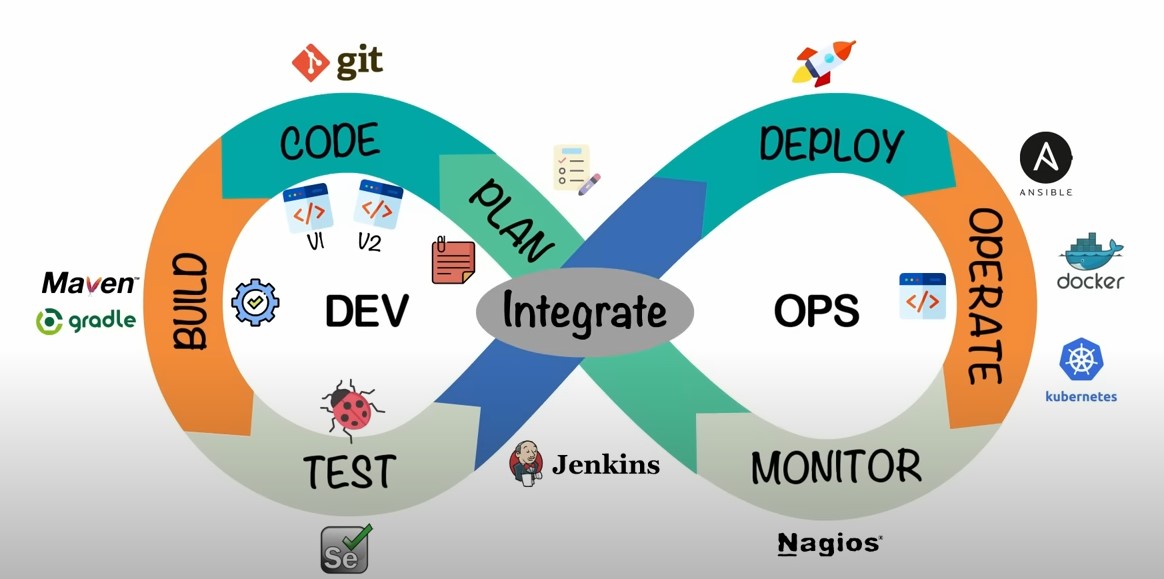 git
CODE
</> </>
V1 V2
PLAN
BUILD
Maven™
gradle
DEV
TEST
Se
Integrate
Jenkins
DEPLOY
OPS
</>
OPERATE
A
ANSIBLE
docker
kubernetes
MONITOR
Nagios®